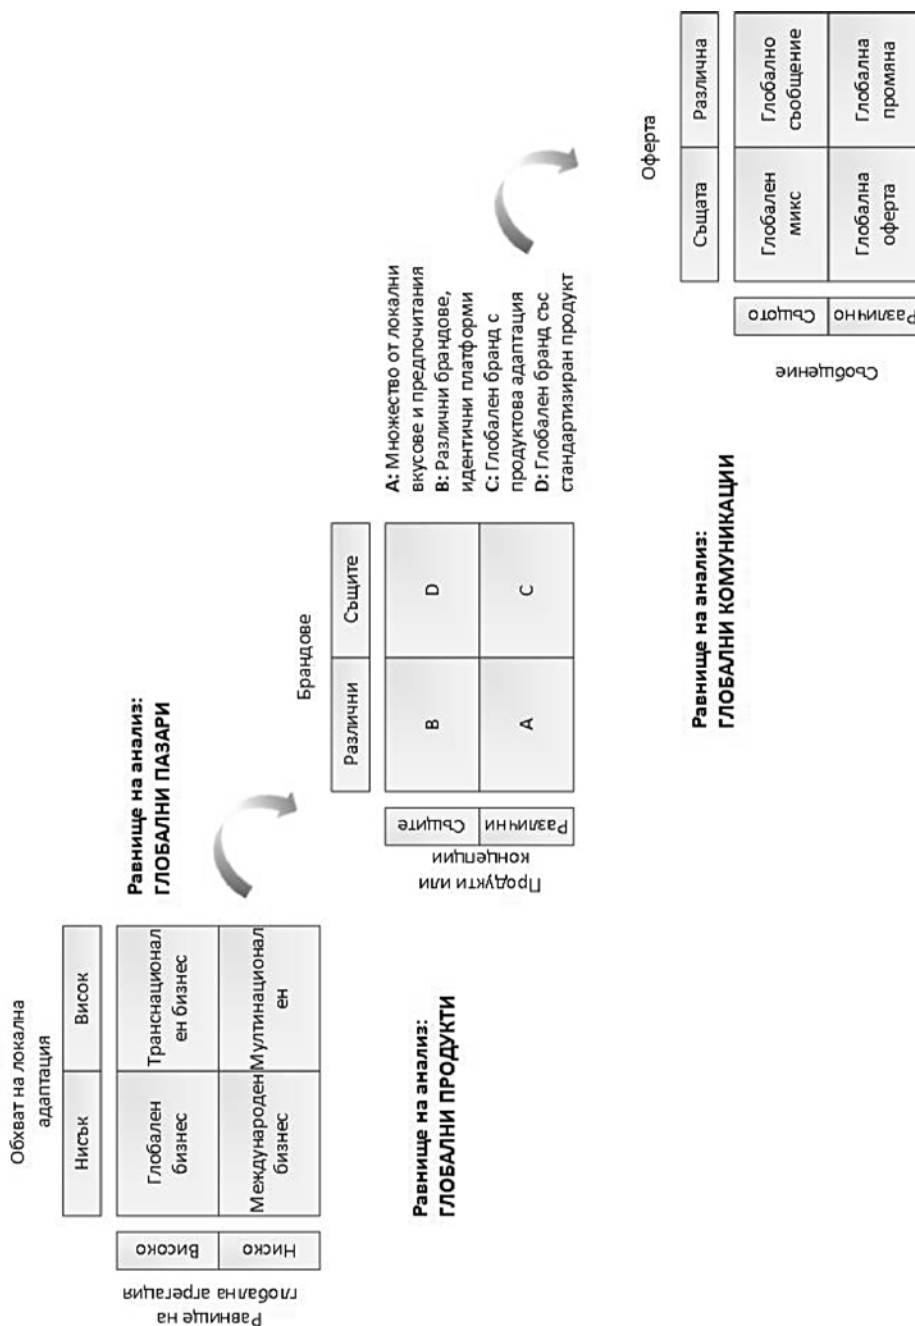 Обхват на локална
адаптация
Нисък
Висок
Равнище на
глобална агрегация
Високо
Ниско
Глобален
бизнес
Транснационал
ен бизнес
Международен
бизнес
Мултинационал
ен
Равнище на анализ:
ГЛОБАЛНИ ПАЗАРИ
Брандове
Различни
Същите
Продукти или
концепции
Същите
Различни
B
D
A
C
Равнище на анализ:
ГЛОБАЛНИ ПРОДУКТИ
A: Множество от локални
вкусове и предпочитания
B: Различни брандове,
идентични платформи
C: Глобален бранд с
продуктова адаптация
D: Глобален бранд със
стандартизиран продукт
Оферта
Същата
Различна
Съобщение
Същото
Различно
Глобален
микс
Глобално
съобщение
Глобална
оферта
Глобална
промяна
Равнище на анализ:
ГЛОБАЛНИ КОМУНИКАЦИИ